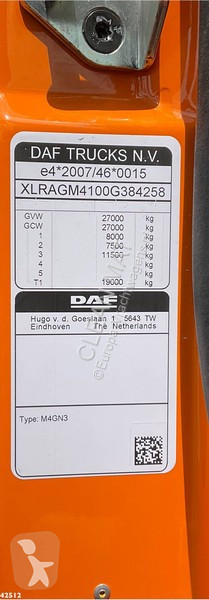 DAF TRUCKS N.V.
e4*2007/46*0015
XLRAGM4100G384258
GVW 27000 kg
GCW 27000 kg
1 8000 kg
2 7500 kg
3 11500 kg
4 kg
5 kg
T1 19000 kg
DAF
Hugo v. d. Goeslaan 1 5643 TW
Eindhoven The Netherlands
Type: M4GN3
42512